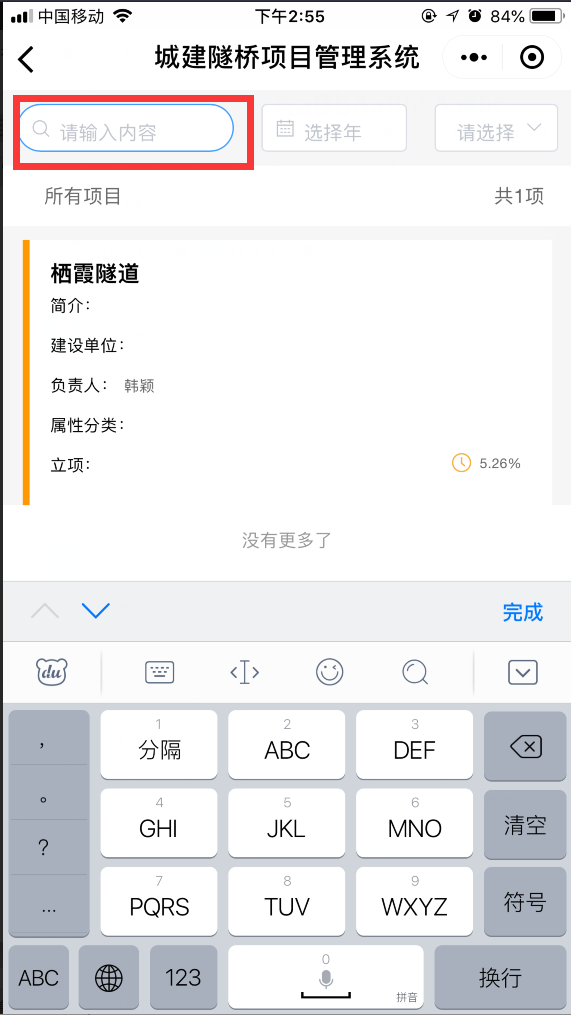 中国移动 下午2:55 84%
城建隧桥项目管理系统
请输入内容 选择年 请选择
所有项目 共1项
栖霞隧道
简介：
建设单位：
负责人： 韩颖
属性分类：
立项： 5.26%
没有更多了
完成
du
， 1 分隔 2 ABC 3 DEF
。 4 GHI 5 JKL 6 MNO 清空
? 7 PQRS 8 TUV 9 WXYZ 符号
...
ABC 123 0 拼音 换行